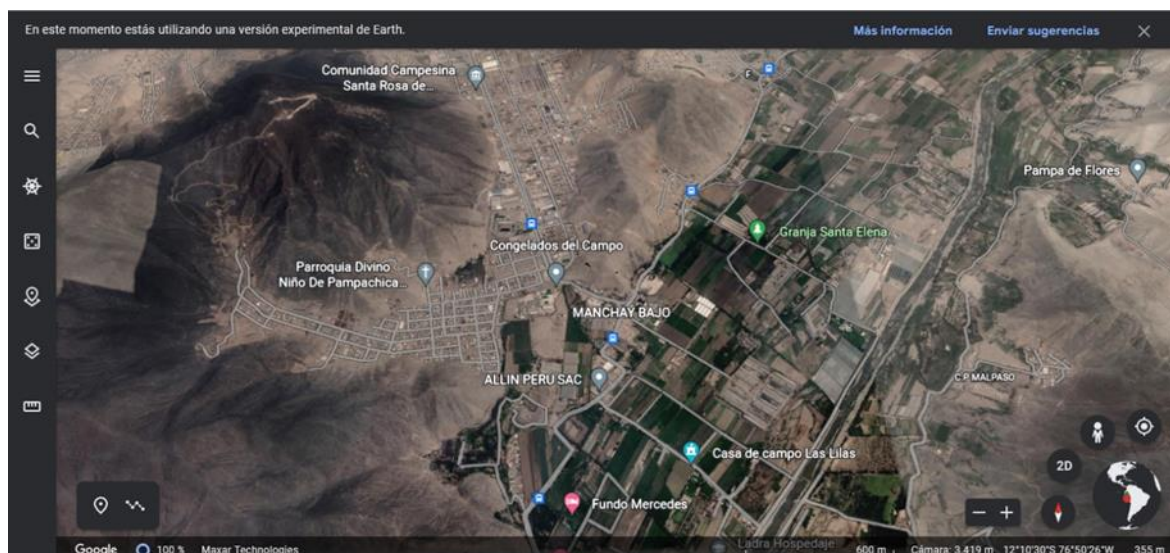 En este momento estás utilizando una versión experimental de Earth.
Más información
Enviar sugerencias
Comunidad Campesina
Santa Rosa de...
F
Pampa de Flores
Granja Santa Elena
Congelados del Campo
Parroquia Divino
Niño De Pampachica...
MANCHAY BAJO
ALLIN PERU SAC
C.P. MALPASO
Casa de campo Las Lilas
2D
Fundo Mercedes
Ladra Hospedaje
Google
100 %
Maxar Technologies
600 m
Cámara: 3.419 m
12°10'30"S 76°50'26"W
355 m